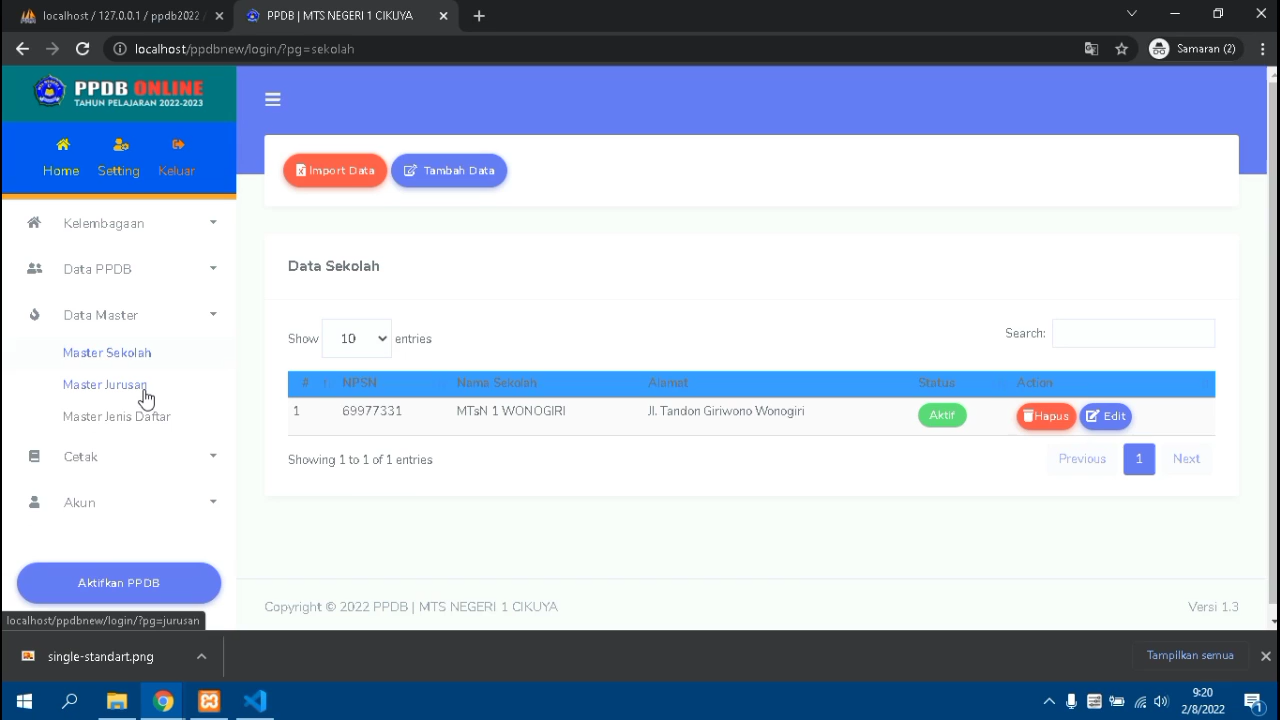 localhost / 127.0.0.1 / ppdb2022
PPDB | MTS NEGERI 1 CIKUYA
localhost/ppdbnew/login/?pg=sekolah
Samaran (2)
PPDB ONLINE
TAHUN PELAJARAN 2022-2023
Home Setting Keluar
Kelembagaan
Data PPDB
Data Master
Master Sekolah
Master Jurusan
Master Jenis Daftar
Cetak
Akun
Aktifkan PPDB
localhost/ppdbnew/login/?pg=jurusan
Import Data Tambah Data
Data Sekolah
Show 10 entries
Search:
# NPSN Nama Sekolah Alamat Status Action
1 69977331 MTsN 1 WONOGIRI Jl. Tandon Giriwono Wonogiri Aktif Hapus Edit
Showing 1 to 1 of 1 entries
Previous 1 Next
Copyright © 2022 PPDB | MTS NEGERI 1 CIKUYA
Versi 1.3
single-standart.png
Tampilkan semua
9:20
2/8/2022
1